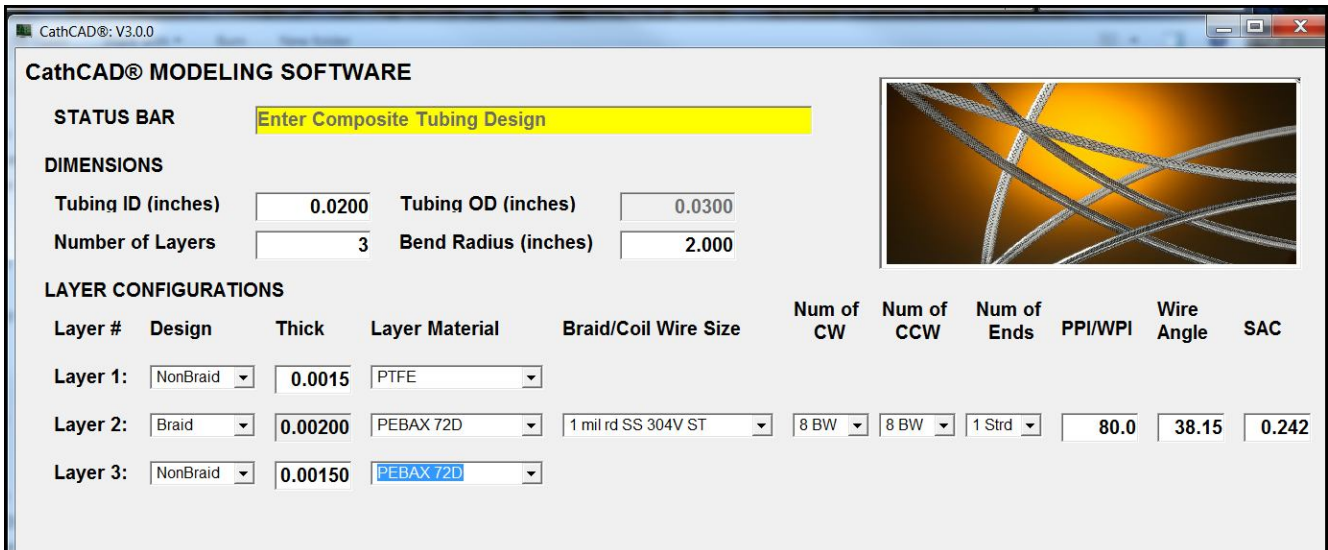 CathCAD®: V3.0.0
CathCAD® MODELING SOFTWARE
STATUS BAR Enter Composite Tubing Design
DIMENSIONS
Tubing ID (inches) 0.0200 Tubing OD (inches) 0.0300
Number of Layers 3 Bend Radius (inches) 2.000
LAYER CONFIGURATIONS
Layer # Design Thick Layer Material Braid/Coil Wire Size Num of CW Num of CCW Num of Ends PPI/WPI Wire Angle SAC
Layer 1: NonBraid 0.0015 PTFE
Layer 2: Braid 0.00200 PEBAX 72D 1 mil rd SS 304V ST 8 BW 8 BW 1 Strd 80.0 38.15 0.242
Layer 3: NonBraid 0.00150 PEBAX 72D